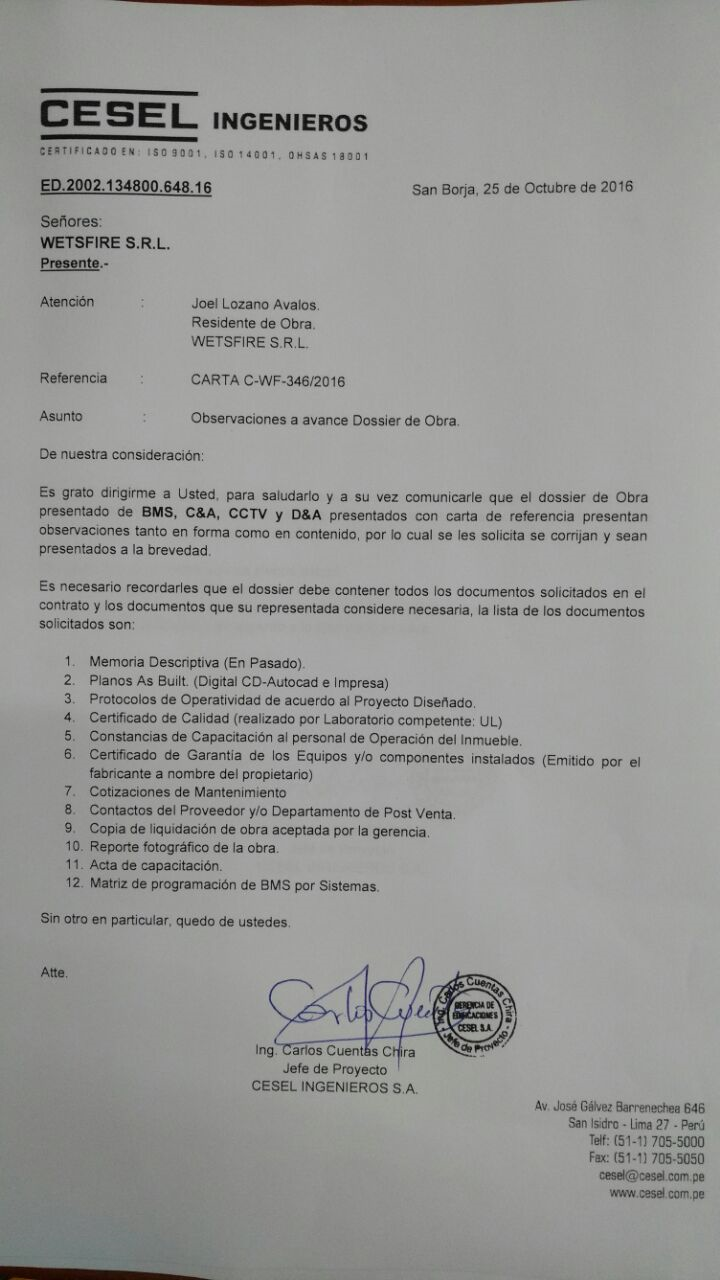 CESEL INGENIEROS
CERTIFICADO EN: ISO 9001, ISO 14001, OHSAS 18001
ED.2002.134800.648.16 San Borja, 25 de Octubre de 2016
Señores:
WETSFIRE S.R.L.
Presente.-
Atención : Joel Lozano Avalos.
Residente de Obra.
WETSFIRE S.R.L.
Referencia : CARTA C-WF-346/2016
Asunto : Observaciones a avance Dossier de Obra.
De nuestra consideración:
Es grato dirigirme a Usted, para saludarlo y a su vez comunicarle que el dossier de Obra
presentado de BMS, C&A, CCTV y D&A presentados con carta de referencia presentan
observaciones tanto en forma como en contenido, por lo cual se les solicita se corrijan y sean
presentados a la brevedad.
Es necesario recordarles que el dossier debe contener todos los documentos solicitados en el
contrato y los documentos que su representada considere necesaria, la lista de los documentos
solicitados son:
1. Memoria Descriptiva (En Pasado).
2. Planos As Built. (Digital CD-Autocad e Impresa)
3. Protocolos de Operatividad de acuerdo al Proyecto Diseñado.
4. Certificado de Calidad (realizado por Laboratorio competente: UL)
5. Constancias de Capacitación al personal de Operación del Inmueble.
6. Certificado de Garantía de los Equipos y/o componentes instalados (Emitido por el
fabricante a nombre del propietario)
7. Cotizaciones de Mantenimiento
8. Contactos del Proveedor y/o Departamento de Post Venta.
9. Copia de liquidación de obra aceptada por la gerencia.
10. Reporte fotográfico de la obra.
11. Acta de capacitación.
12. Matriz de programación de BMS por Sistemas.
Sin otro en particular, quedo de ustedes.
Atte.
Ing. Carlos Cuentas Chira
GERENCIA DE
EDIFICACIONES
CESEL S.A.
Jefe de Proyecto
Ing. Carlos Cuentas Chira
Jefe de Proyecto
CESEL INGENIEROS S.A.
Av. José Gálvez Barrenechea 646
San Isidro - Lima 27 - Perú
Telf: (51-1) 705-5000
Fax: (51-1) 705-5050
cesel@cesel.com.pe
www.cesel.com.pe